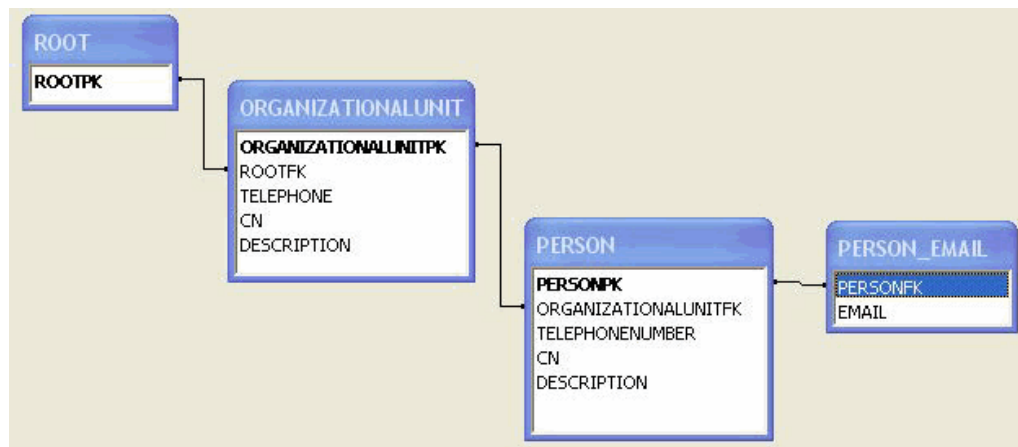 ROOT
ROOTPK
ORGANIZATIONALUNIT
ORGANIZATIONALUNITPK
ROOTFK
TELEPHONE
CN
DESCRIPTION
PERSON
PERSONPK
ORGANIZATIONALUNITFK
TELEPHONENUMBER
CN
DESCRIPTION
PERSON_EMAIL
PERSONFK
EMAIL